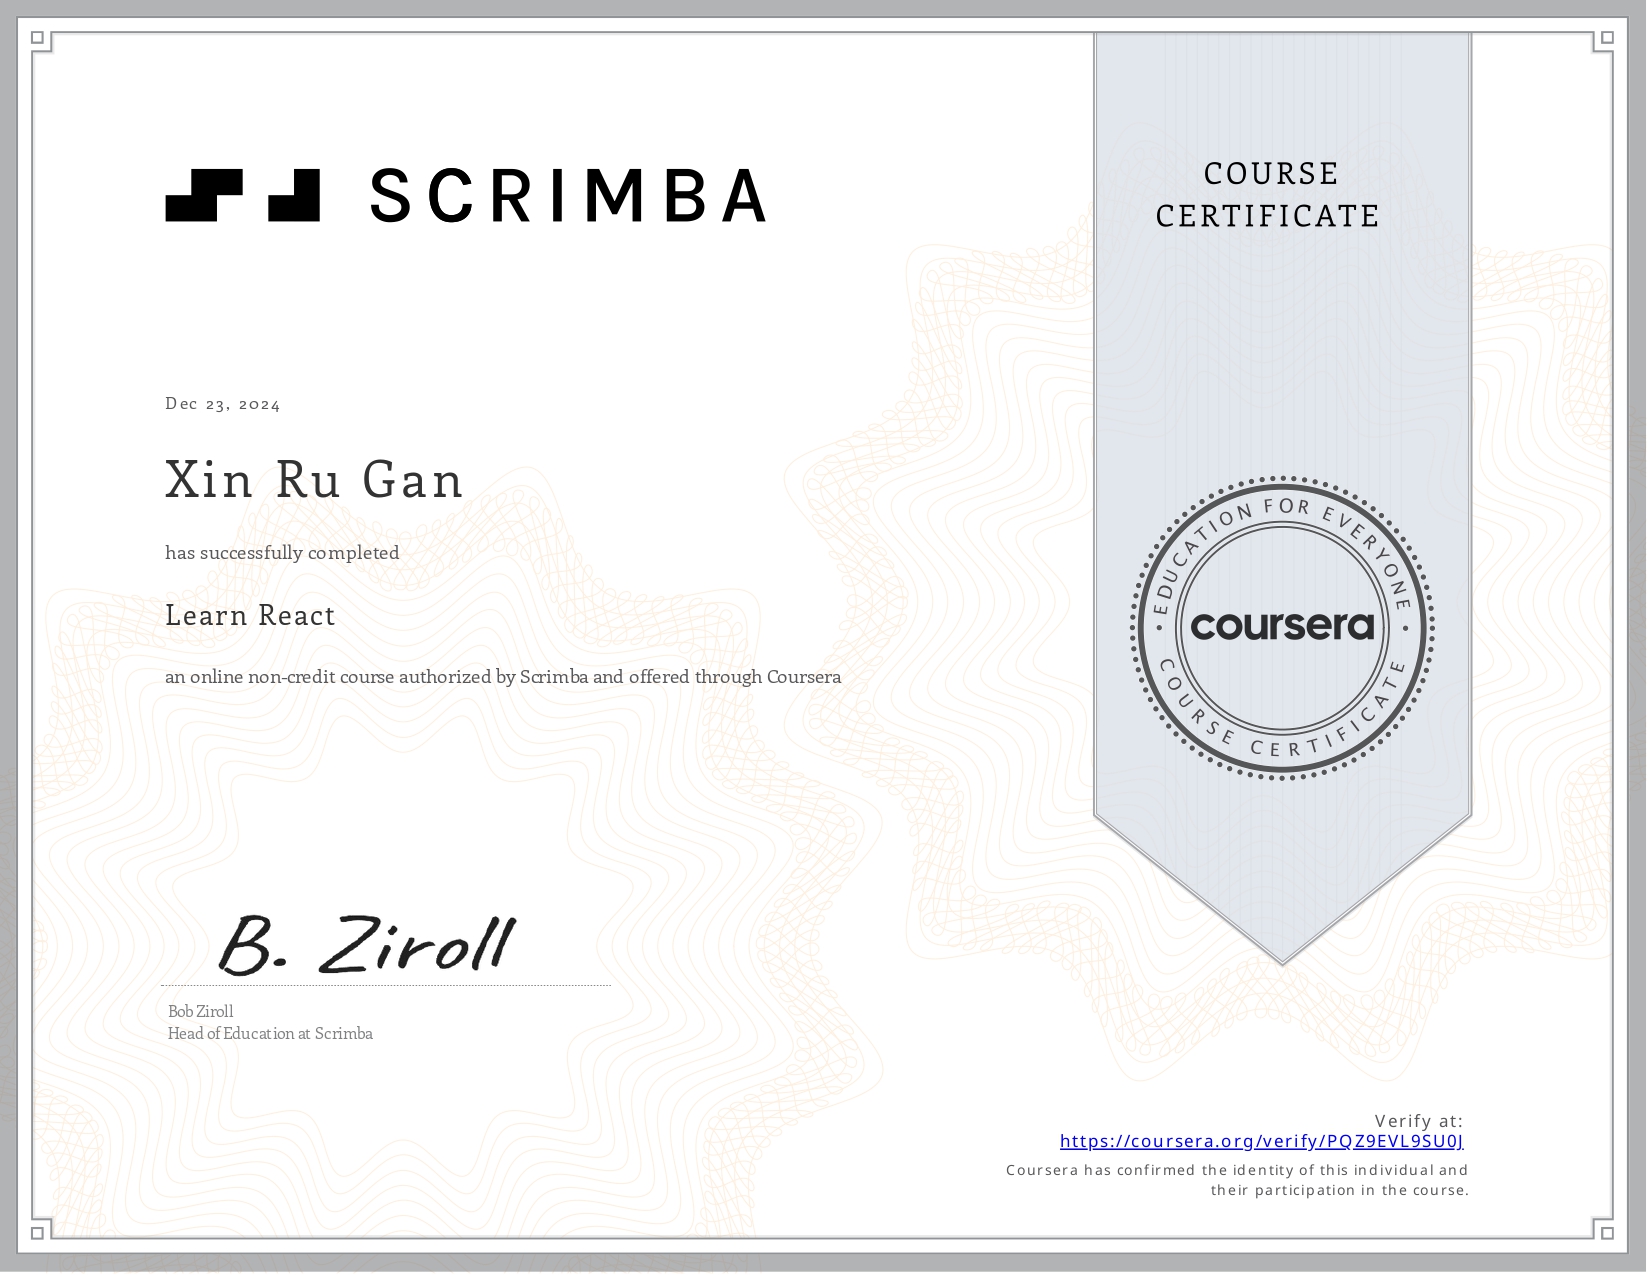 SCRIMBA
COURSE
CERTIFICATE
Dec 23, 2024
Xin Ru Gan
has successfully completed
Learn React
an online non-credit course authorized by Scrimba and offered through Coursera
EDUCATION FOR EVERYONE
coursera
COURSE CERTIFICATE
B. Ziroll
Bob Ziroll
Head of Education at Scrimba
Verify at:
https://coursera.org/verify/PQZ9EVL9SU0J
Coursera has confirmed the identity of this individual and
their participation in the course.